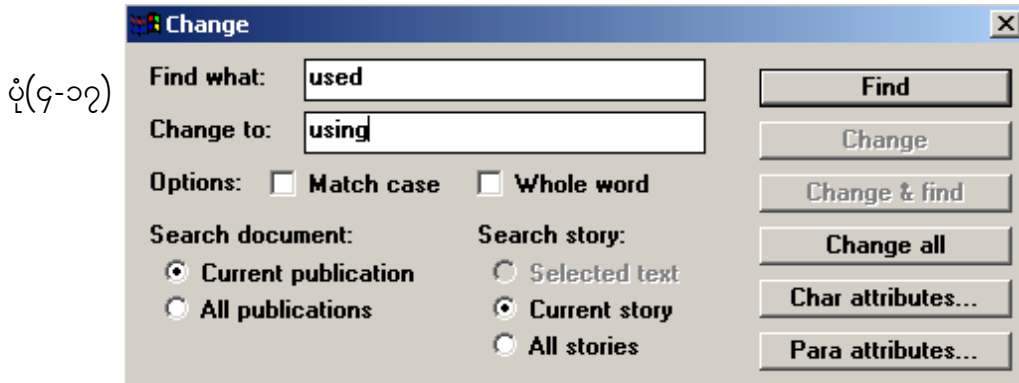 Change
ပုံ(၄-၁၇)
Find what: used
Change to: using
Options: Match case Whole word
Search document: Search story:
Current publication Selected text
All publications Current story
All stories
Find
Change
Change & find
Change all
Char attributes...
Para attributes...